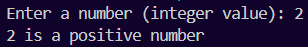 Enter a number (integer value): 2
2 is a positive number